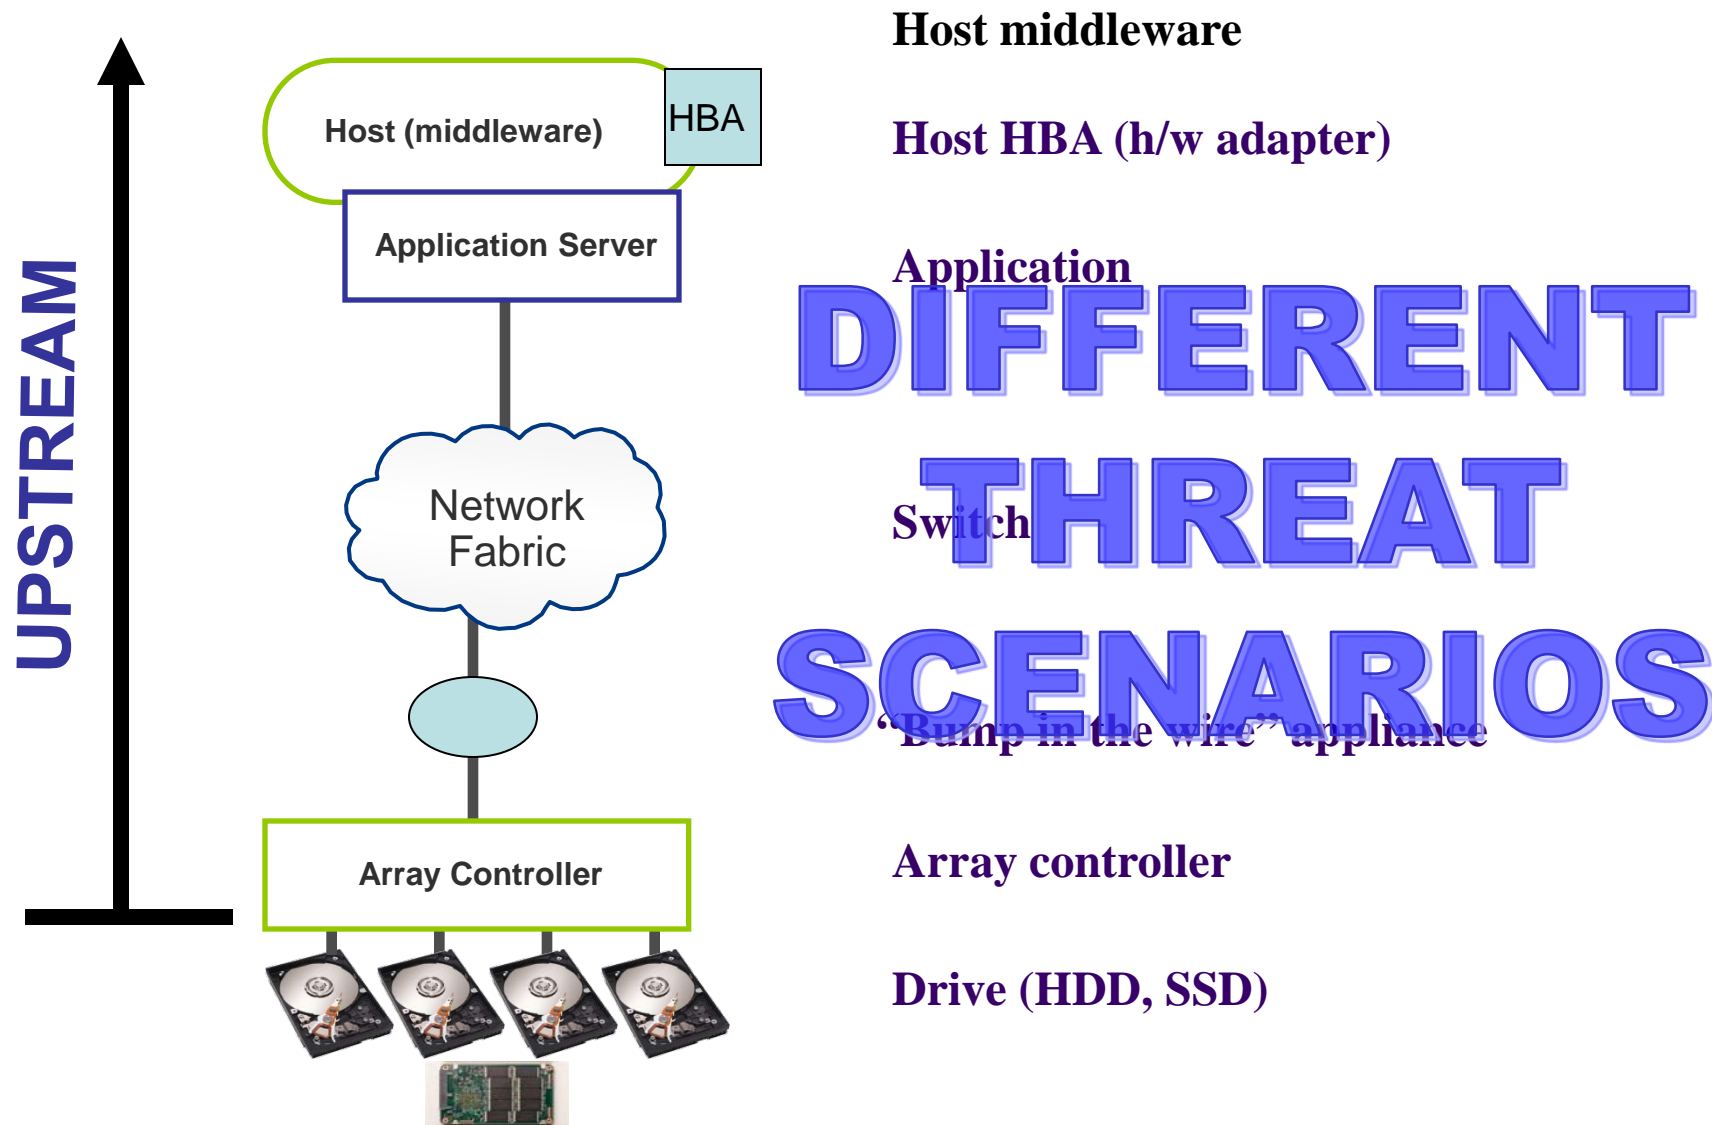 Host middleware
Host (middleware)
HBA
Host HBA (h/w adapter)
Application Server
Application
UPSTREAM
DIFFERENT
Network
Fabric
THREAT
Switch
SCENARIOS
“Bump in the wire” appliance
Array Controller
Array controller
Drive (HDD, SSD)